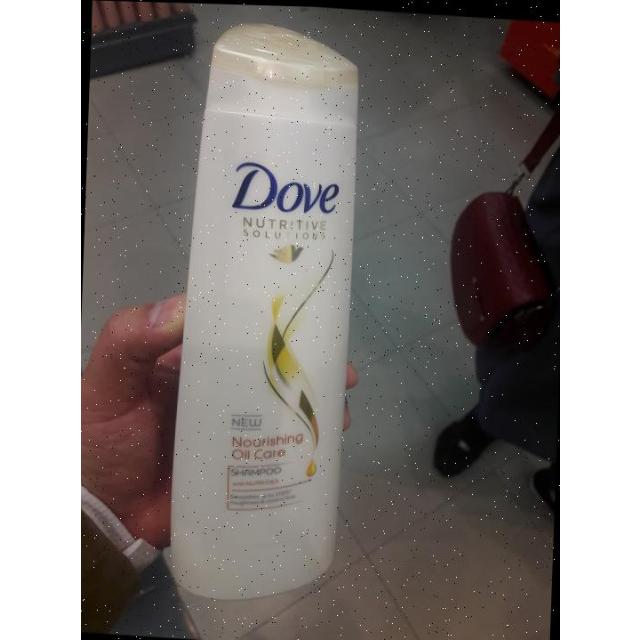 Dove
NUTRITIVE
SOLUTIONS
NEW
Nourishing
Oil Care
SHAMPOO